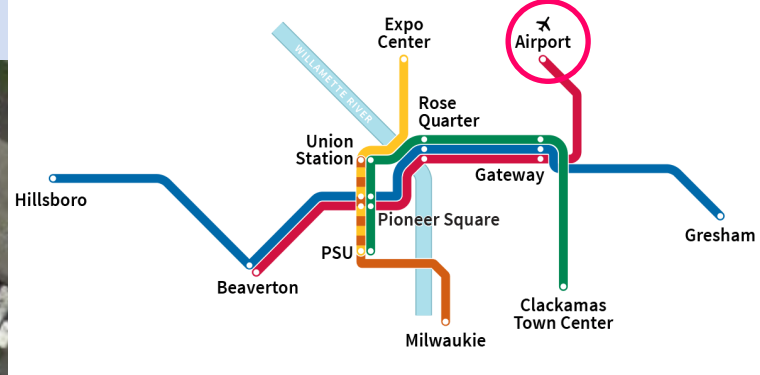 Expo
Center
Airport
WILLAMETTE RIVER
Rose
Quarter
Union
Station
Gateway
Hillsboro
Pioneer Square
Gresham
PSU
Beaverton
Clackamas
Town Center
Milwaukie